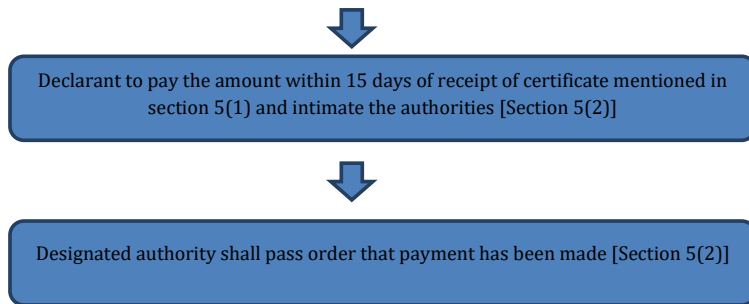 Declarant to pay the amount within 15 days of receipt of certificate mentioned in
section 5(1) and intimate the authorities [Section 5(2)]
Designated authority shall pass order that payment has been made [Section 5(2)]